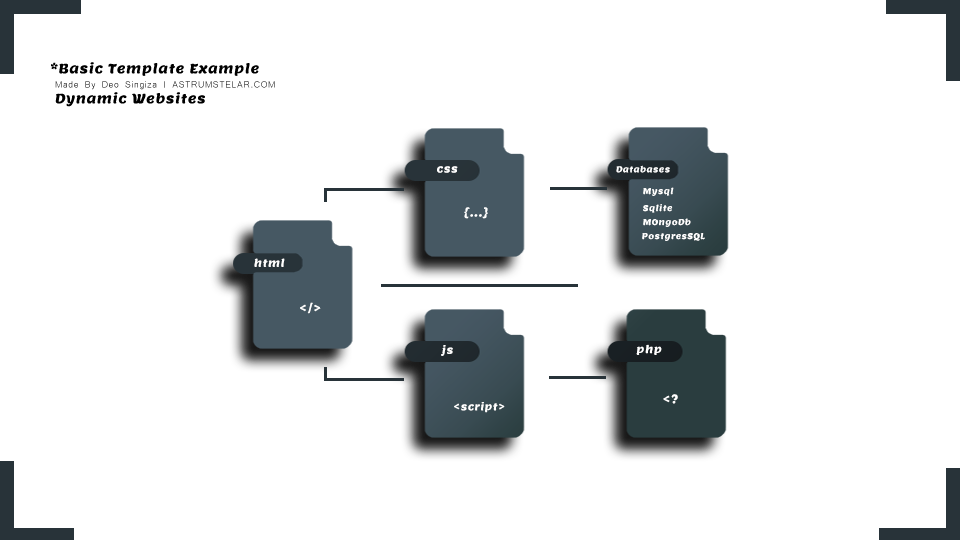 *Basic Template Example
Made By Deo Singiza | ASTRUMSTELAR.COM
Dynamic Websites
css
{...}
Databases
Mysql
Sqlite
MOngoDb
PostgresSQL
html
</>
js
<script>
php
<?